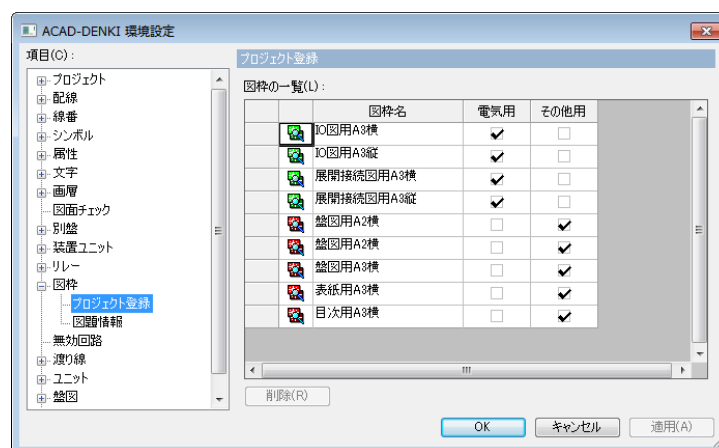 ACAD-DENKI 環境設定
項目(C) :
プロジェクト
配線
線番
シンボル
属性
文字
画層
図面チェック
別盤
装置ユニット
リレー
図枠
プロジェクト登録
図題情報
無効回路
渡り線
ユニット
盤図
プロジェクト登録
図枠の一覧(L) :
図枠名 電気用 その他用
IO図用A3横
IO図用A3縦
展開接続図用A3横
展開接続図用A3縦
盤図用A2横
盤図用A2横
盤図用A3横
表紙用A3横
目次用A3横
削除(R)
OK キャンセル 適用(A)